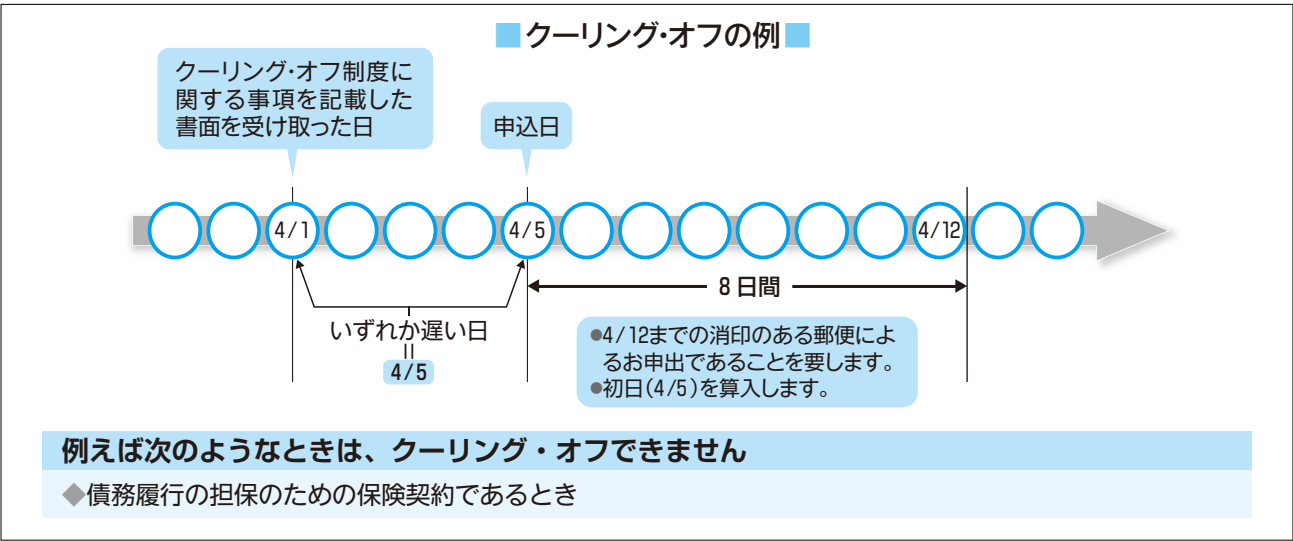 ■クーリング・オフの例■
クーリング・オフ制度に
関する事項を記載した
書面を受け取った日
申込日
4/1
4/5
4/12
8日間
いずれか遅い日
=
4/5
●4/12までの消印のある郵便によ
るお申出であることを要します。
●初日(4/5)を算入します。
例えば次のようなときは、クーリング・オフできません
◆債務履行の担保のための保険契約であるとき